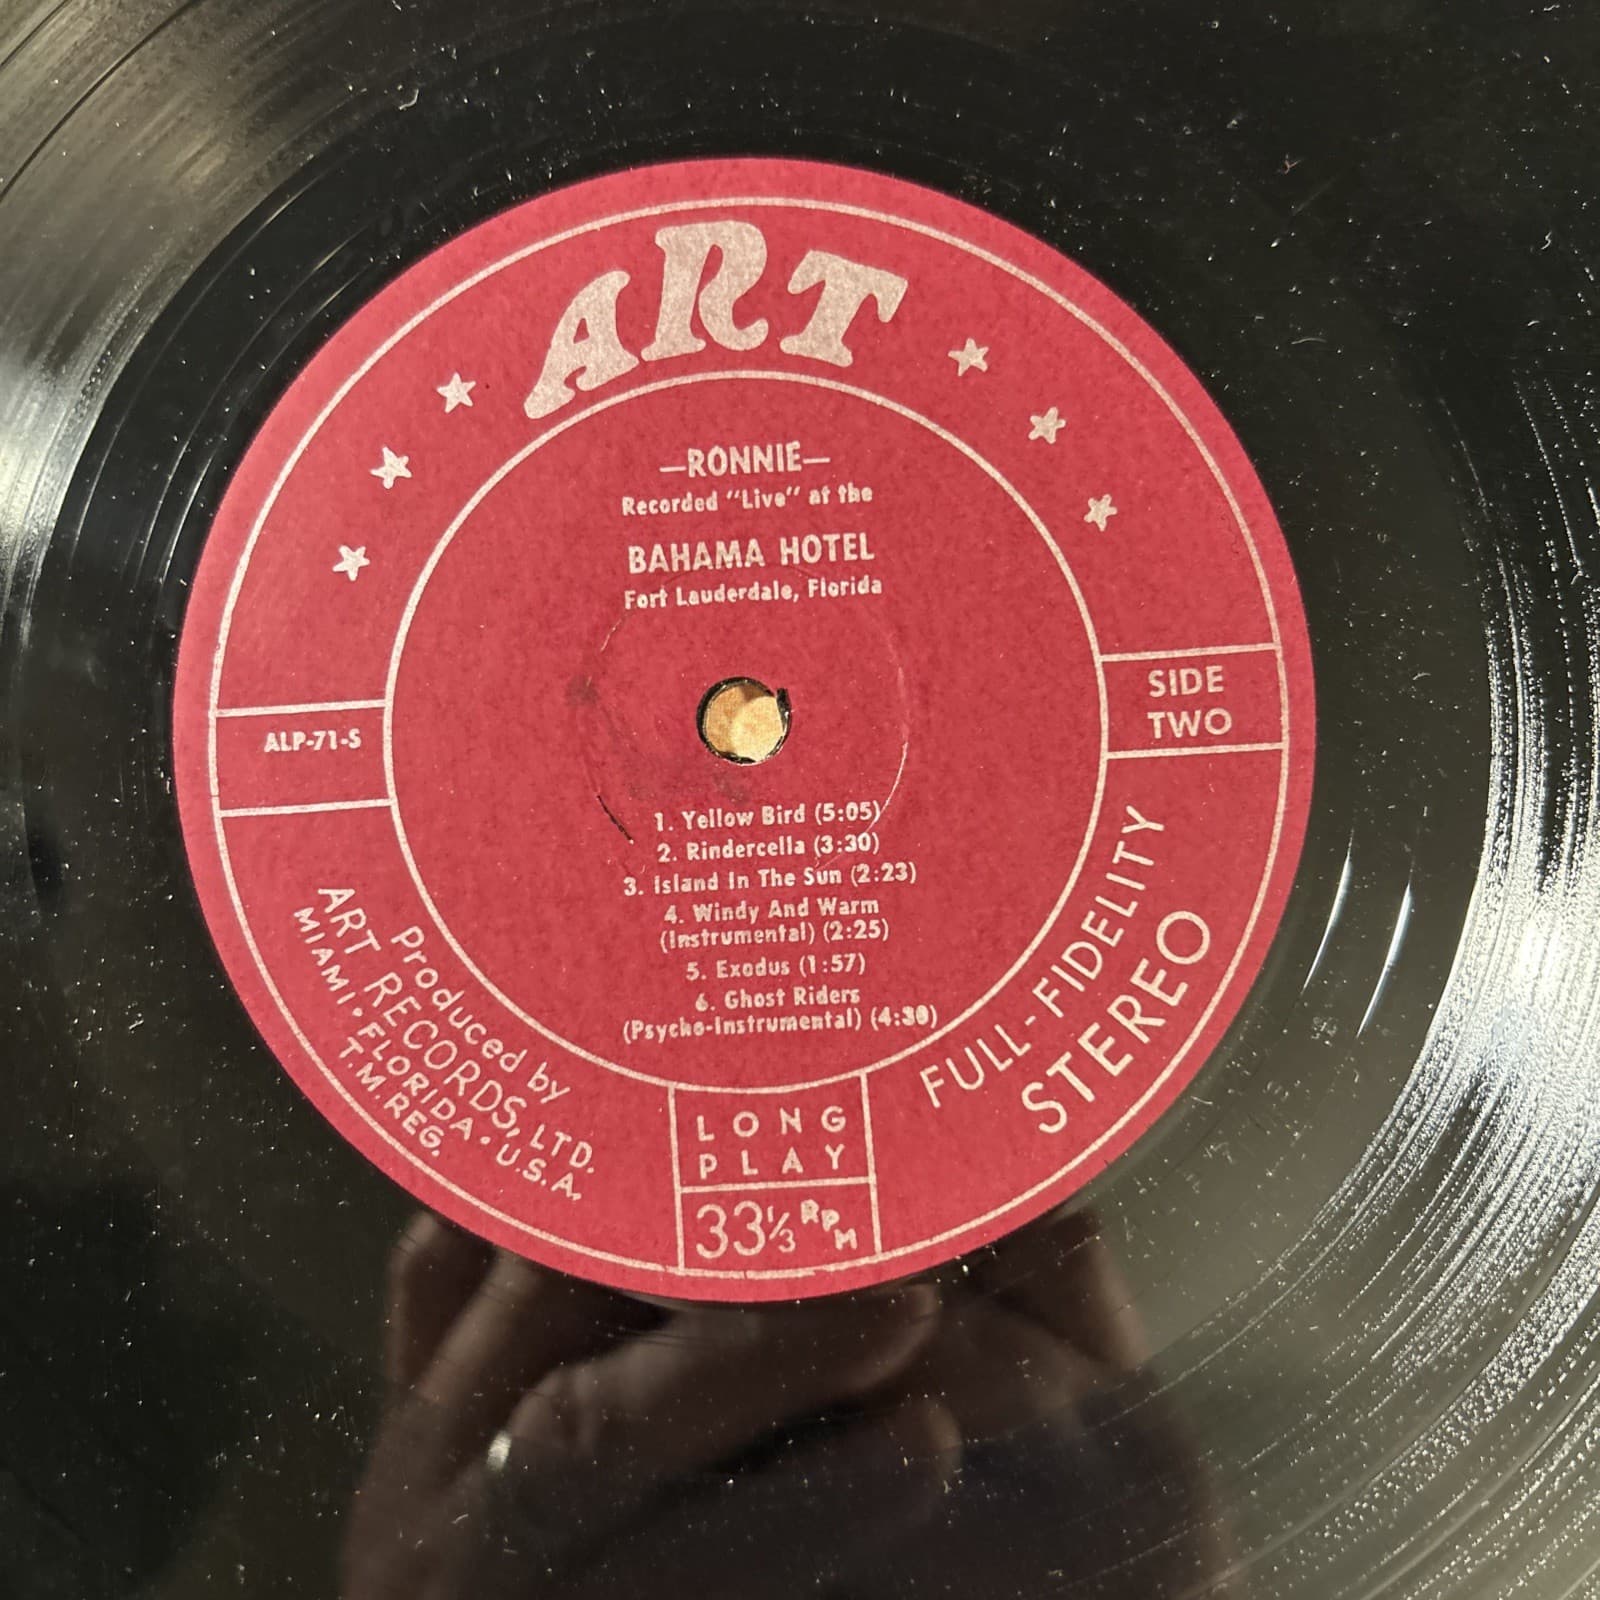 ART
—RONNIE—
Recorded "Live" at the
BAHAMA HOTEL
Fort Lauderdale, Florida
ALP-71-S
SIDE
TWO
1. Yellow Bird (5:05)
2. Rindercella (3:30)
3. Island In The Sun (2:23)
4. Windy And Warm
(Instrumental) (2:25)
5. Exodus (1:57)
6. Ghost Riders
(Psycho-Instrumental) (4:30)
Produced by
ART RECORDS, LTD.
MIAMI • FLORIDA • U.S.A.
T.M. REG.
LONG
PLAY
33⅓ RPM
FULL-FIDELITY
STEREO